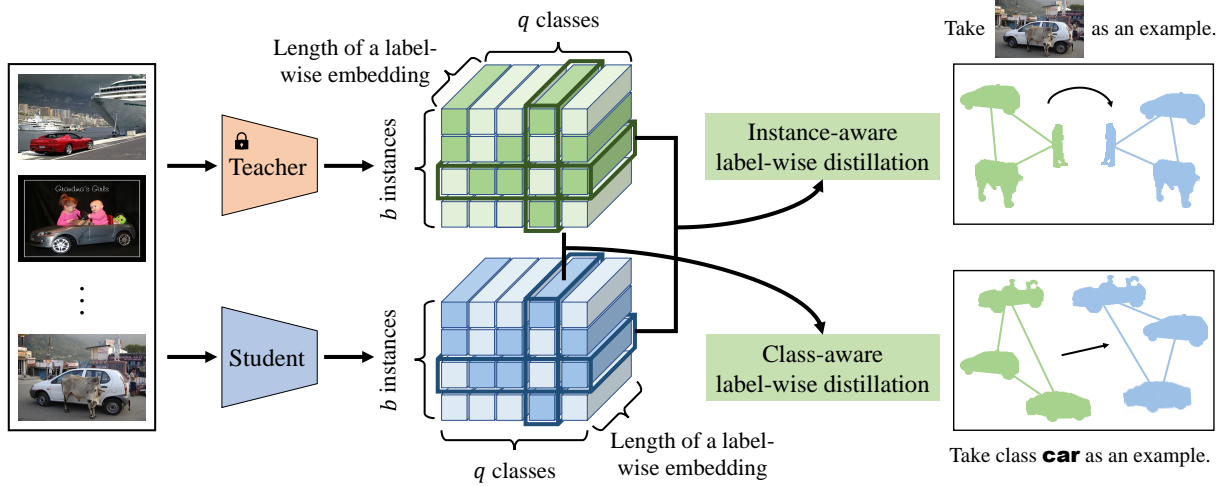 q classes
Length of a label-
wise embedding
Take as an example.
Grandma's Girls
Teacher
b instances
Instance-aware
label-wise distillation
Student
b instances
Class-aware
label-wise distillation
q classes
Length of a label-
wise embedding
Take class car as an example.